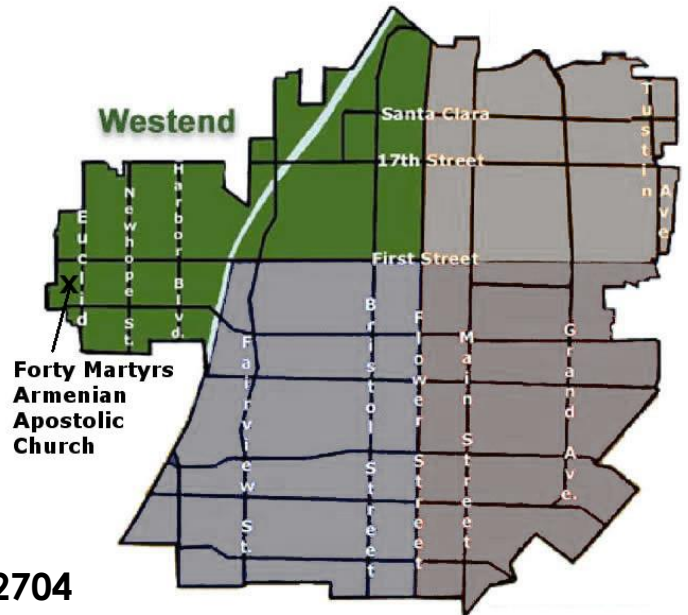 Westend
Santa Clara
17th Street
First Street
Tustin Ave
Euclid
Newhope St.
Harbor Blvd.
Fairview St.
Bristol Street
Flower Street
Main Street
Grand Ave.
X
Forty Martyrs
Armenian
Apostolic
Church
2704